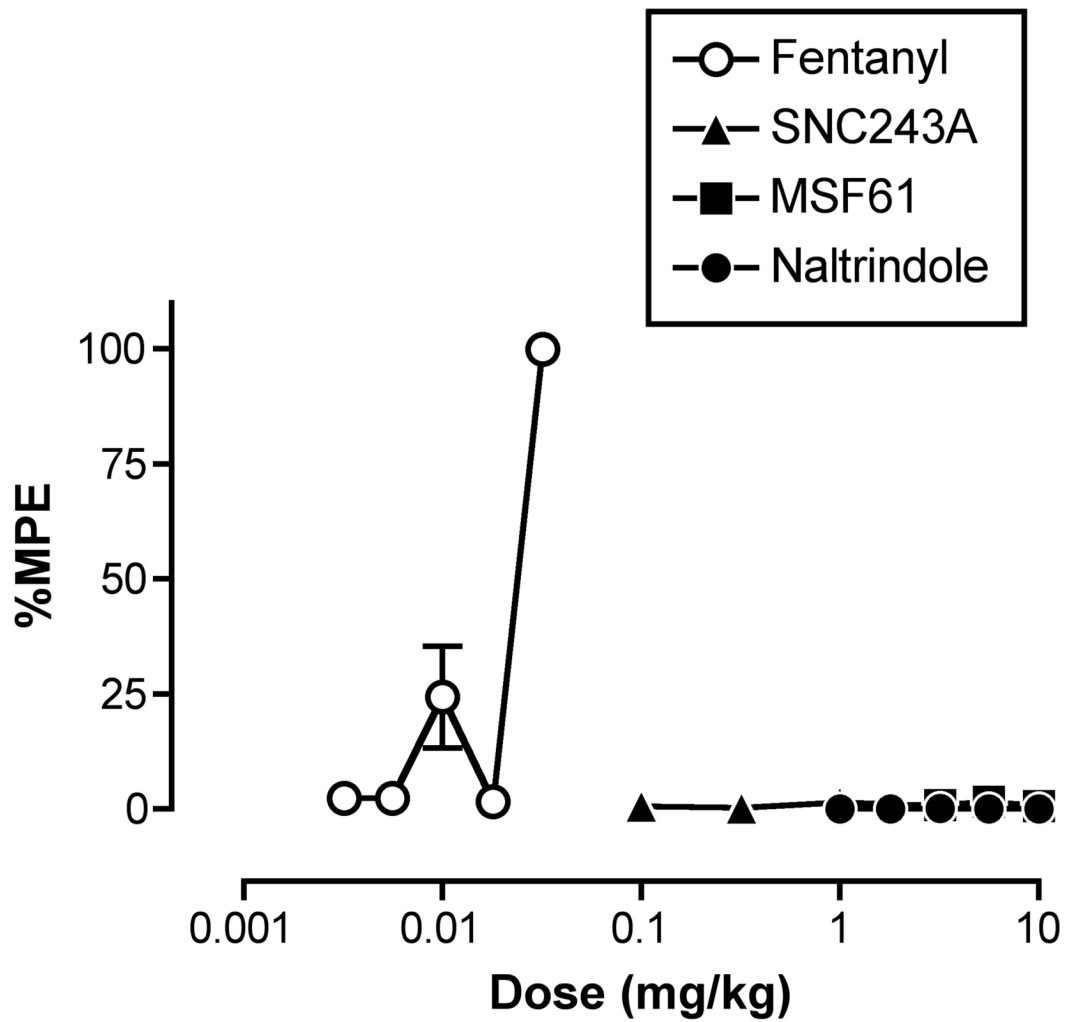 Fentanyl
SNC243A
MSF61
Naltrindole
100
75
50
25
0
%MPE
0.001 0.01 0.1 1 10
Dose (mg/kg)